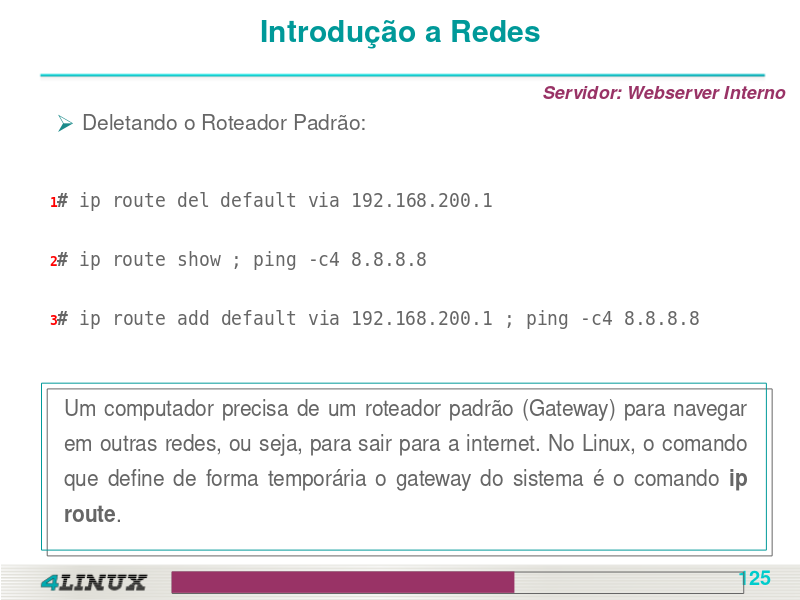 Introdução a Redes
Servidor: Webserver Interno
Deletando o Roteador Padrão:
1# ip route del default via 192.168.200.1
2# ip route show ; ping -c4 8.8.8.8
3# ip route add default via 192.168.200.1 ; ping -c4 8.8.8.8
Um computador precisa de um roteador padrão (Gateway) para navegar
em outras redes, ou seja, para sair para a internet. No Linux, o comando
que define de forma temporária o gateway do sistema é o comando ip
route.
4LINUX
125